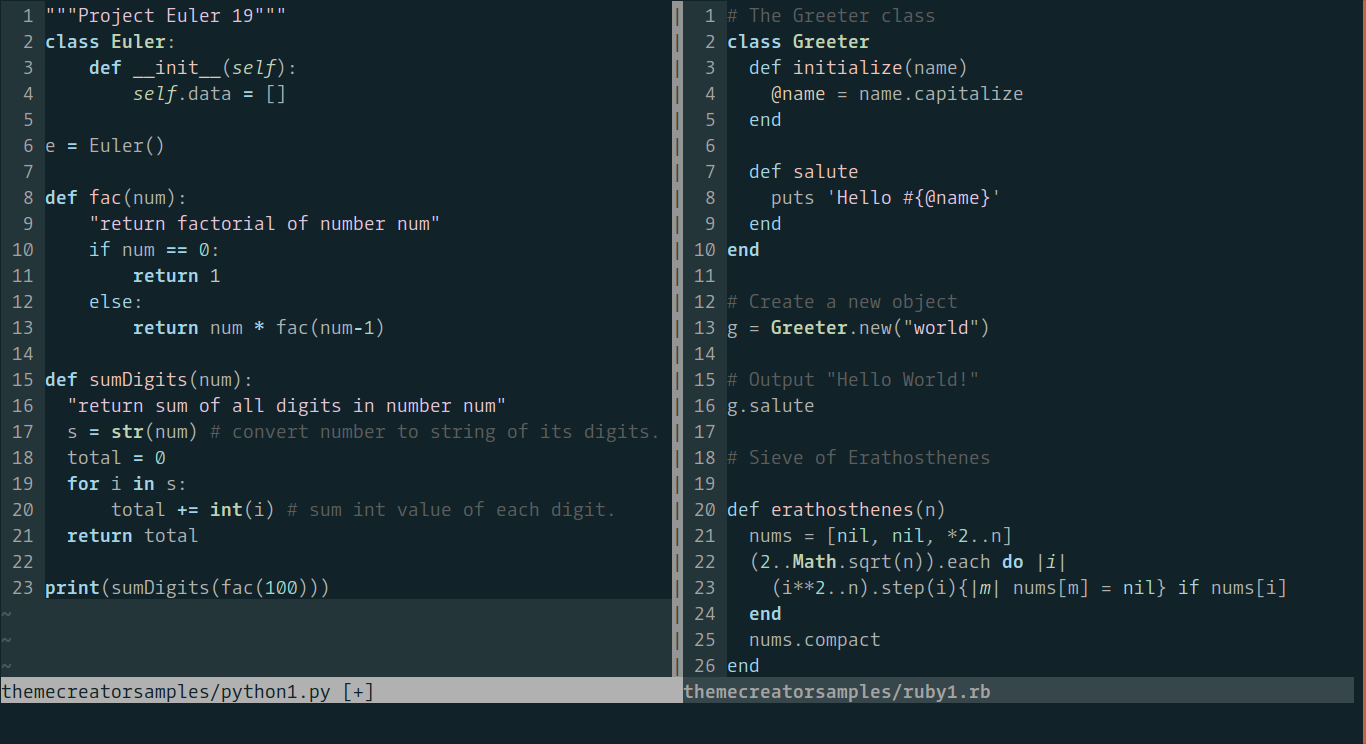 1 """Project Euler 19"""
2 class Euler:
3     def __init__(self):
4         self.data = []
5
6 e = Euler()
7
8 def fac(num):
9     "return factorial of number num"
10     if num == 0:
11         return 1
12     else:
13         return num * fac(num-1)
14
15 def sumDigits(num):
16   "return sum of all digits in number num"
17   s = str(num) # convert number to string of its digits.
18   total = 0
19   for i in s:
20       total += int(i) # sum int value of each digit.
21   return total
22
23 print(sumDigits(fac(100)))
~
~
~
themecreatorsamples/python1.py [+]
1 # The Greeter class
2 class Greeter
3   def initialize(name)
4     @name = name.capitalize
5   end
6
7   def salute
8     puts 'Hello #{@name}'
9   end
10 end
11
12 # Create a new object
13 g = Greeter.new("world")
14
15 # Output "Hello World!"
16 g.salute
17
18 # Sieve of Erathosthenes
19
20 def erathosthenes(n)
21   nums = [nil, nil, *2..n]
22   (2..Math.sqrt(n)).each do |i|
23     (i**2..n).step(i){|m| nums[m] = nil} if nums[i]
24   end
25   nums.compact
26 end
themecreatorsamples/ruby1.rb